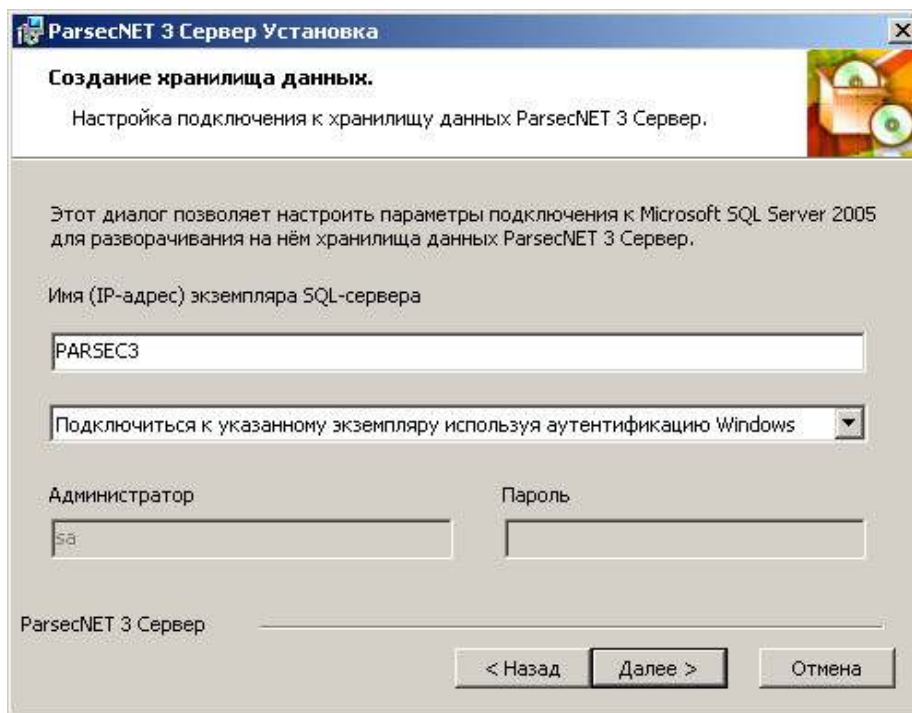 ParsecNET 3 Сервер Установка
Создание хранилища данных.
Настройка подключения к хранилищу данных ParsecNET 3 Сервер.
Этот диалог позволяет настроить параметры подключения к Microsoft SQL Server 2005
для разворачивания на нём хранилища данных ParsecNET 3 Сервер.
Имя (IP-адрес) экземпляра SQL-сервера
PARSEC3
Подключиться к указанному экземпляру используя аутентификацию Windows
Администратор Пароль
sa
ParsecNET 3 Сервер
< Назад Далее > Отмена